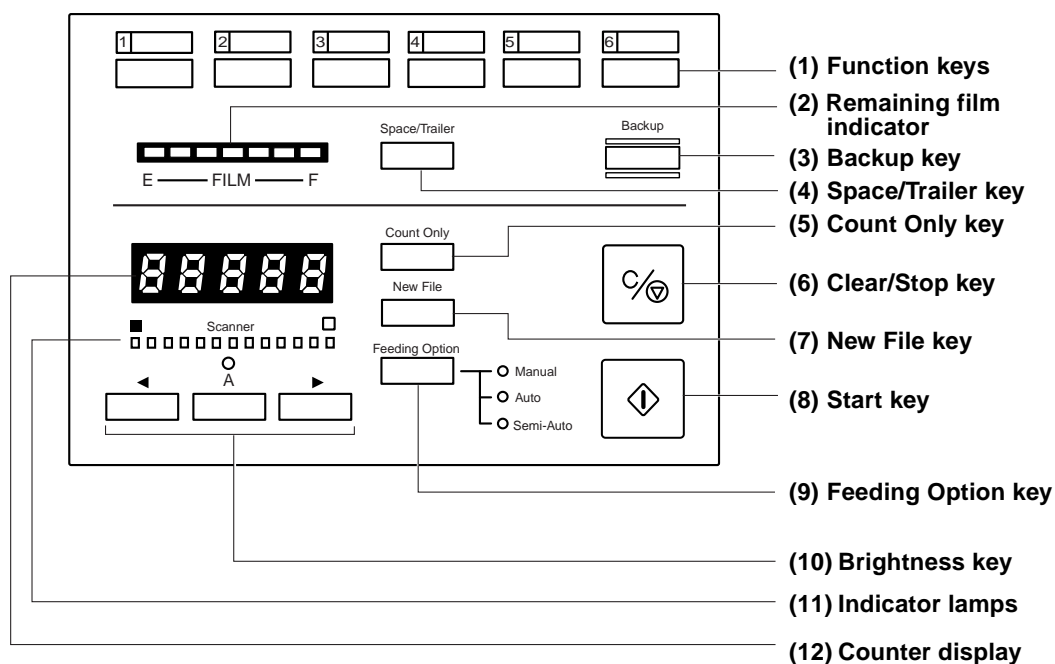 1 2 3 4 5 6
(1) Function keys
(2) Remaining film
indicator
Space/Trailer
Backup
(3) Backup key
E FILM F
(4) Space/Trailer key
(5) Count Only key
Count Only
88888
C/
(6) Clear/Stop key
New File
Scanner
(7) New File key
Feeding Option
Manual
A
Auto
(8) Start key
Semi-Auto
(9) Feeding Option key
(10) Brightness key
(11) Indicator lamps
(12) Counter display